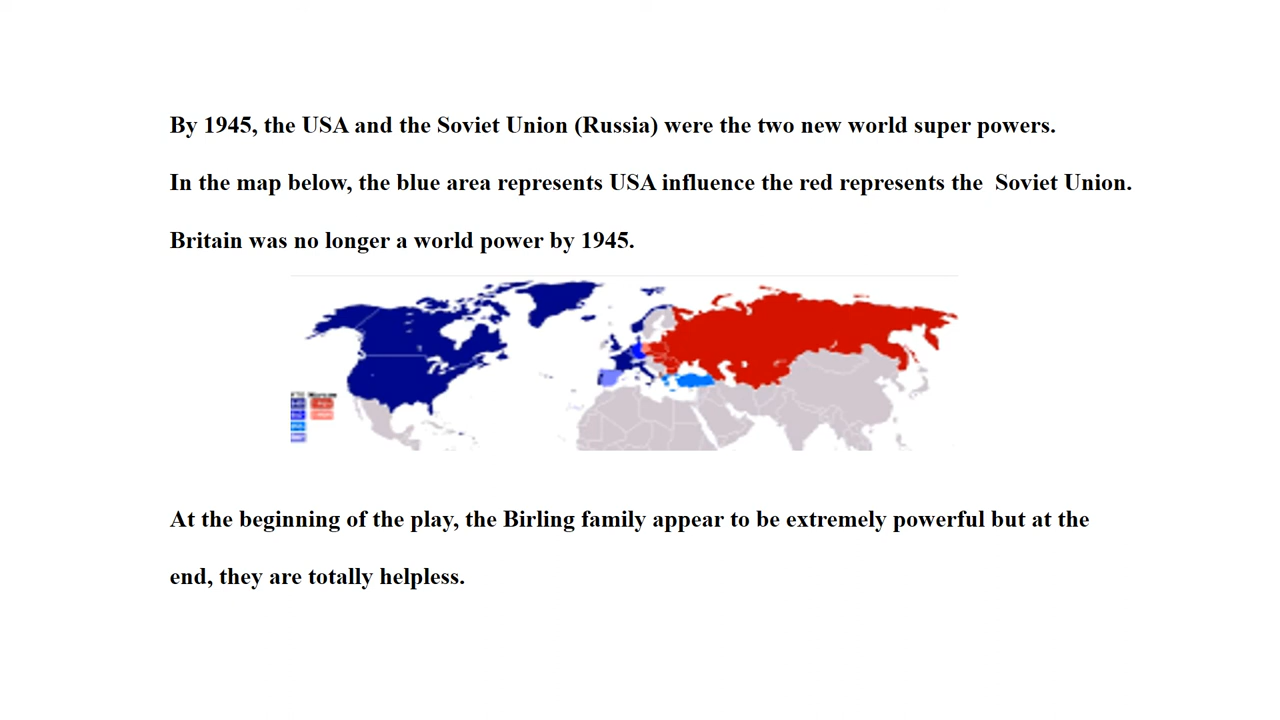 By 1945, the USA and the Soviet Union (Russia) were the two new world super powers.
In the map below, the blue area represents USA influence the red represents the  Soviet Union.
Britain was no longer a world power by 1945.
At the beginning of the play, the Birling family appear to be extremely powerful but at the
end, they are totally helpless.